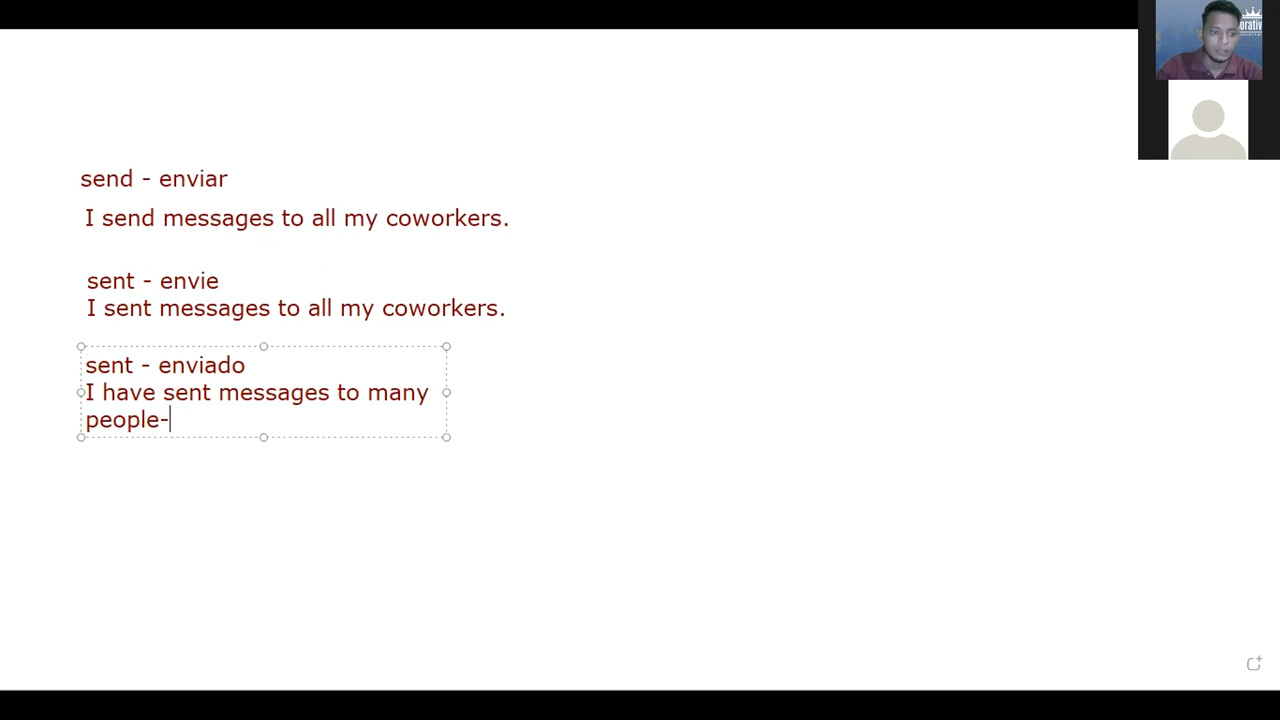 orativ
send - enviar
I send messages to all my coworkers.
sent - envie
I sent messages to all my coworkers.
sent - enviado
I have sent messages to many
people-